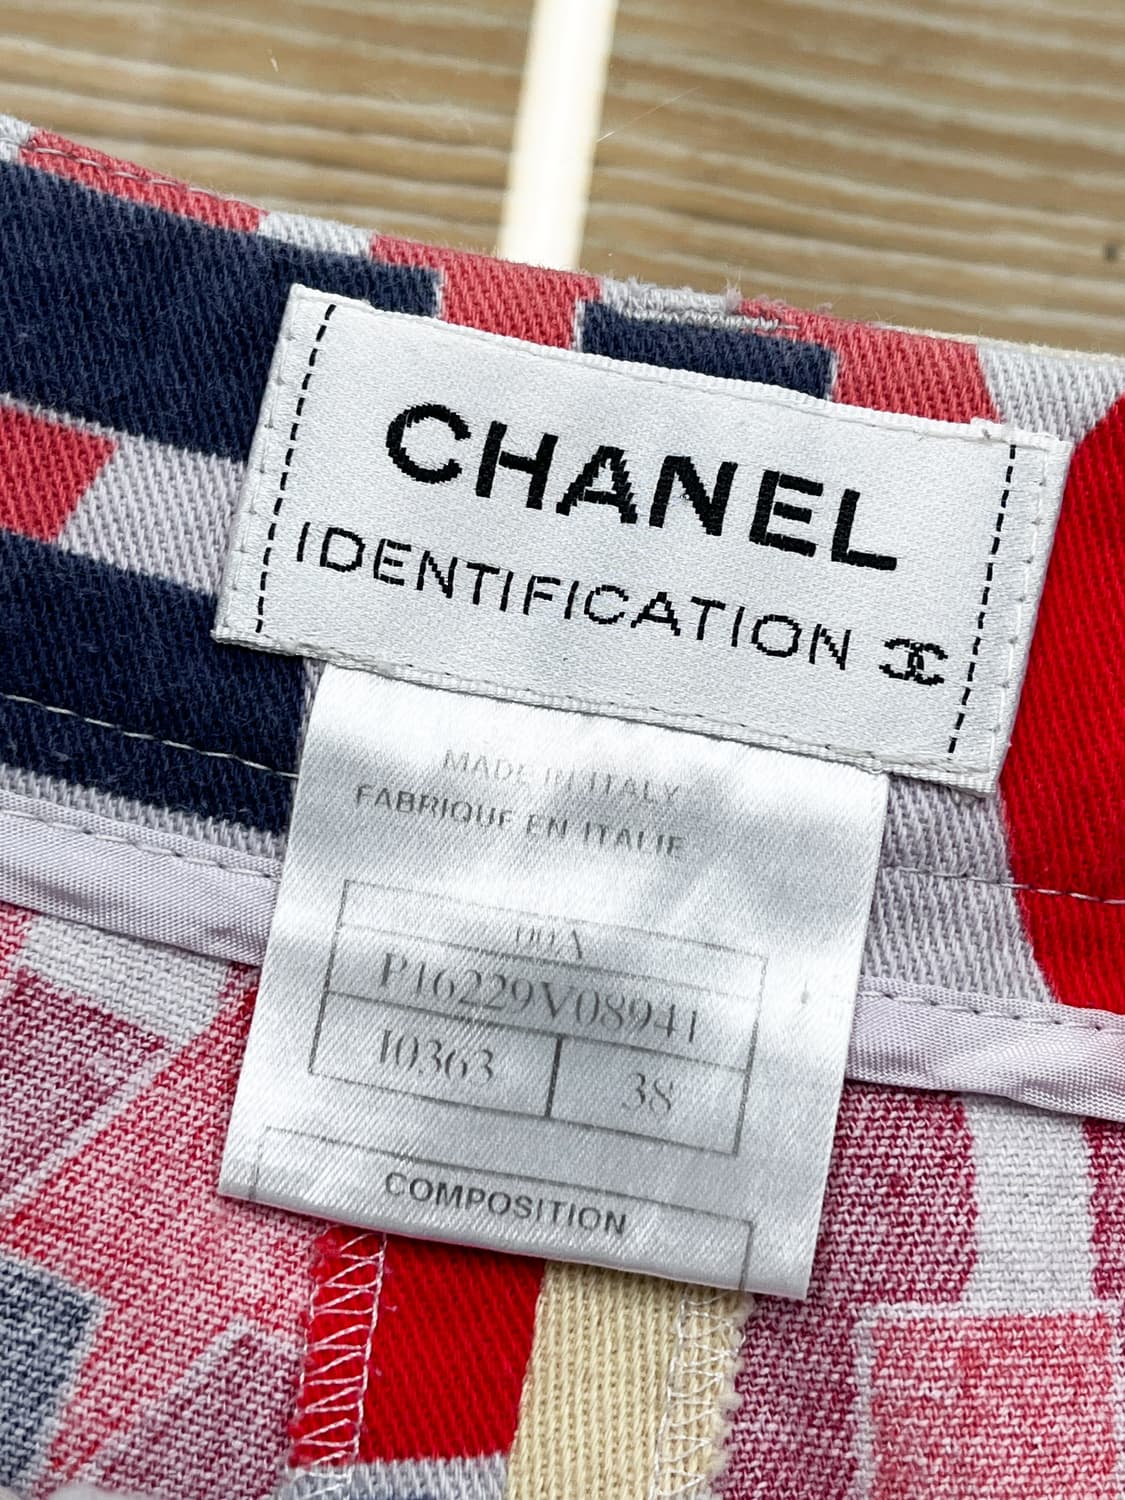 CHANEL
IDENTIFICATION
MADE IN ITALY
FABRIQUE EN ITALIE
P16229V08941
10363
38
COMPOSITION